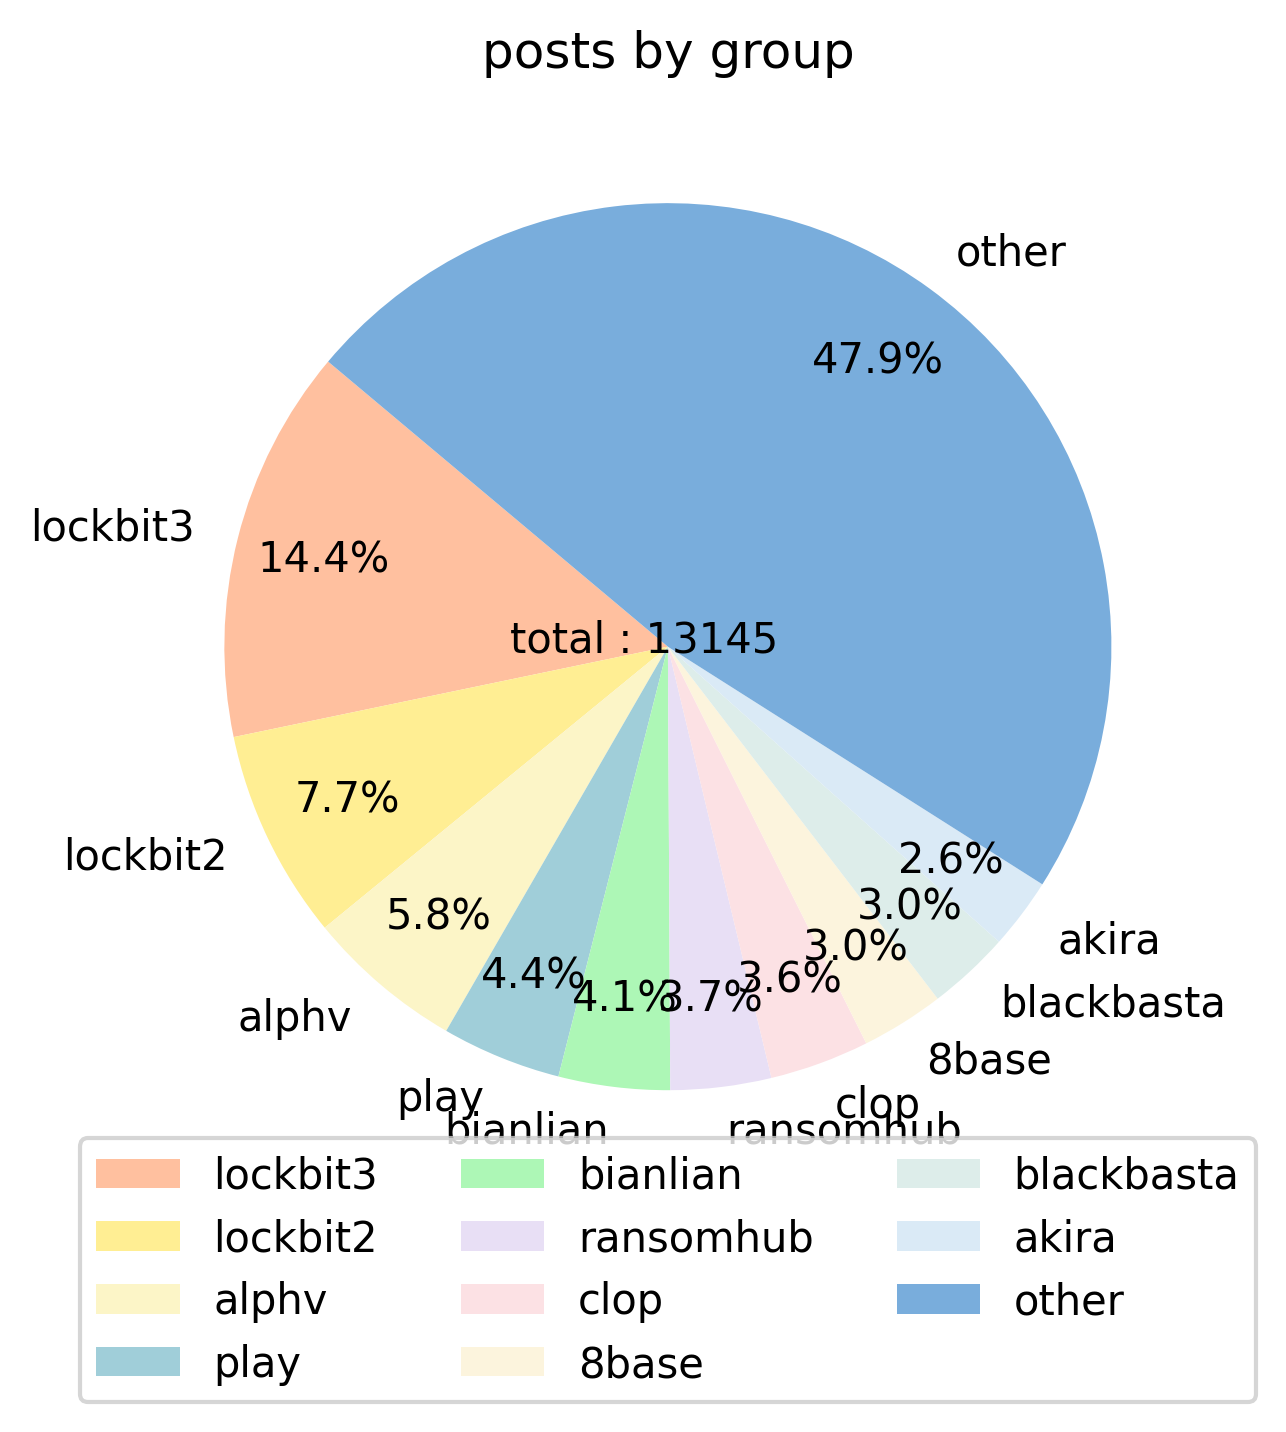 posts by group
other
47.9%
lockbit3
14.4%
total : 13145
7.7%
lockbit2
2.6%
3.0%
5.8%
3.0%
akira
4.4%
3.6%
4.1%
3.7%
blackbasta
alphv
8base
play
clop
bianlian
ransomhub
lockbit3
lockbit2
alphv
play
bianlian
ransomhub
clop
8base
blackbasta
akira
other